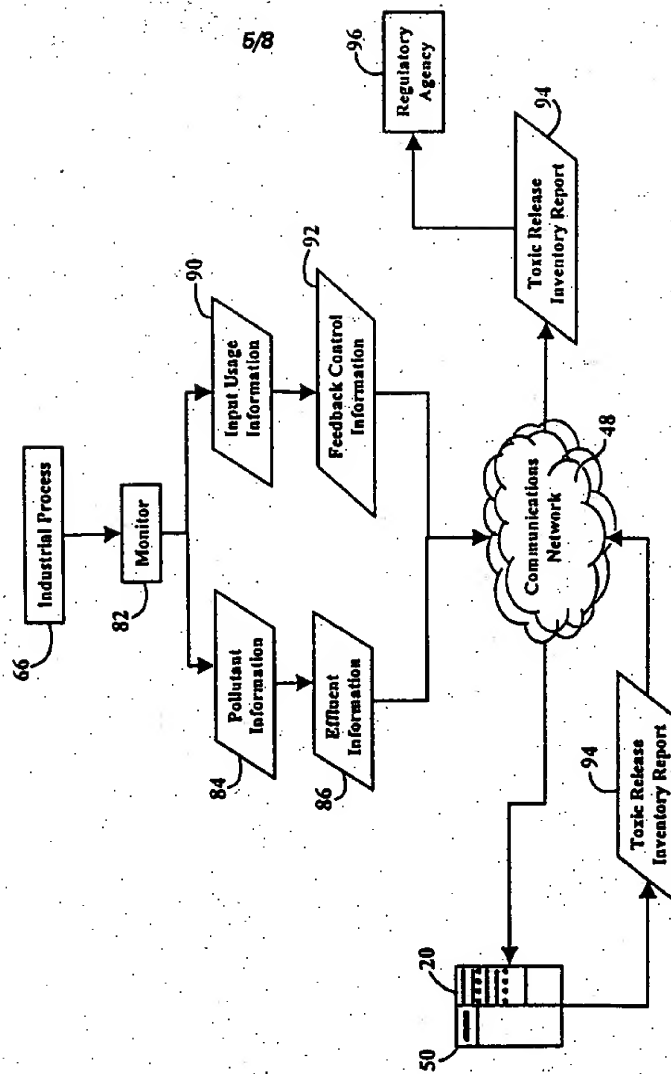 5/8
66
Industrial Process
82
Monitor
84
Pollutant
Information
90
Input Usage
Information
86
Effluent
Information
92
Feedback Control
Information
50
20
Communications
Network
48
94
Toxic Release
Inventory Report
Toxic Release
Inventory Report
94
96
Regulatory
Agency